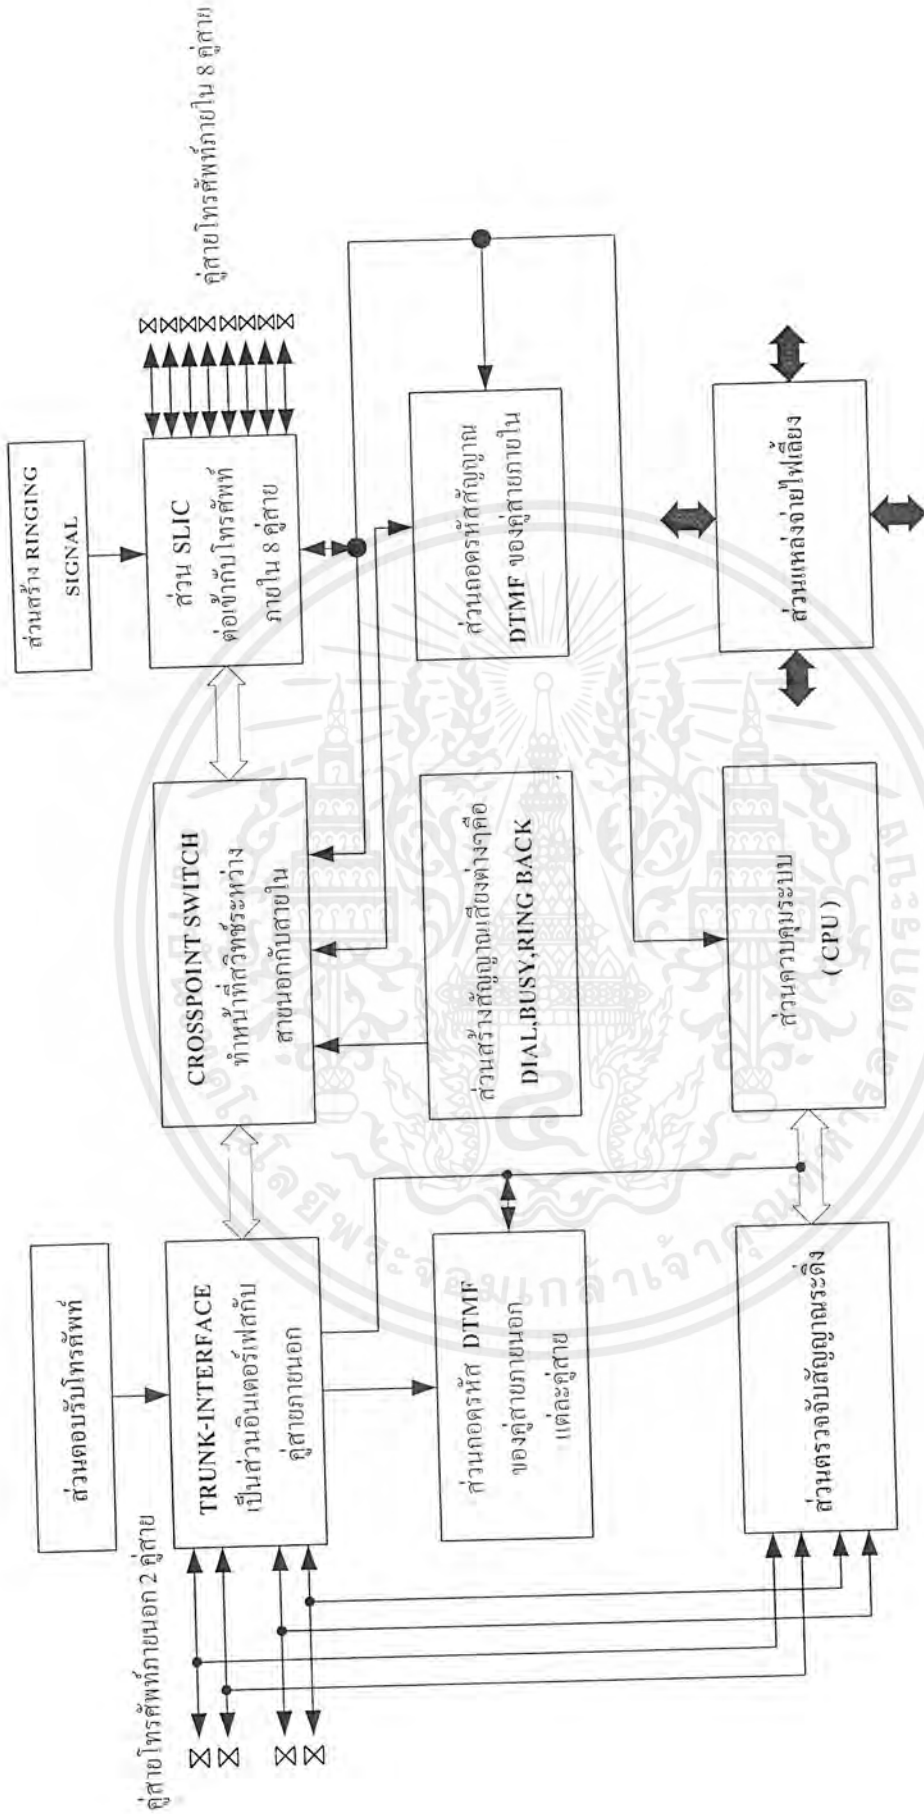 คู่สายโทรศัพท์ภายนอก 2 คู่สาย
ส่วนตอบรับโทรศัพท์
TRUNK-INTERFACE
เป็นส่วนอินเตอร์เฟสกับ
คู่สายภายนอก
ส่วนถอดรหัส DTMF
ของคู่สายภายนอก
แต่ละคู่สาย
ส่วนตรวจจับสัญญาณกระดิ่ง
CROSSPOINT SWITCH
ทำหน้าที่สวิทช์ระหว่าง
สายนอกกับสายใน
ส่วนสร้างสัญญาณเสียงต่างๆคือ
DIAL,BUSY,RING BACK
ส่วนควบคุมระบบ
( CPU )
ส่วนสร้าง RINGING
SIGNAL
ส่วน SLIC
ต่อเข้ากับโทรศัพท์
ภายใน 8 คู่สาย
คู่สายโทรศัพท์ภายใน 8 คู่สาย
ส่วนถอดรหัสสัญญาณ
DTMF ของคู่สายภายใน
ส่วนแหล่งจ่ายไฟเลี้ยง